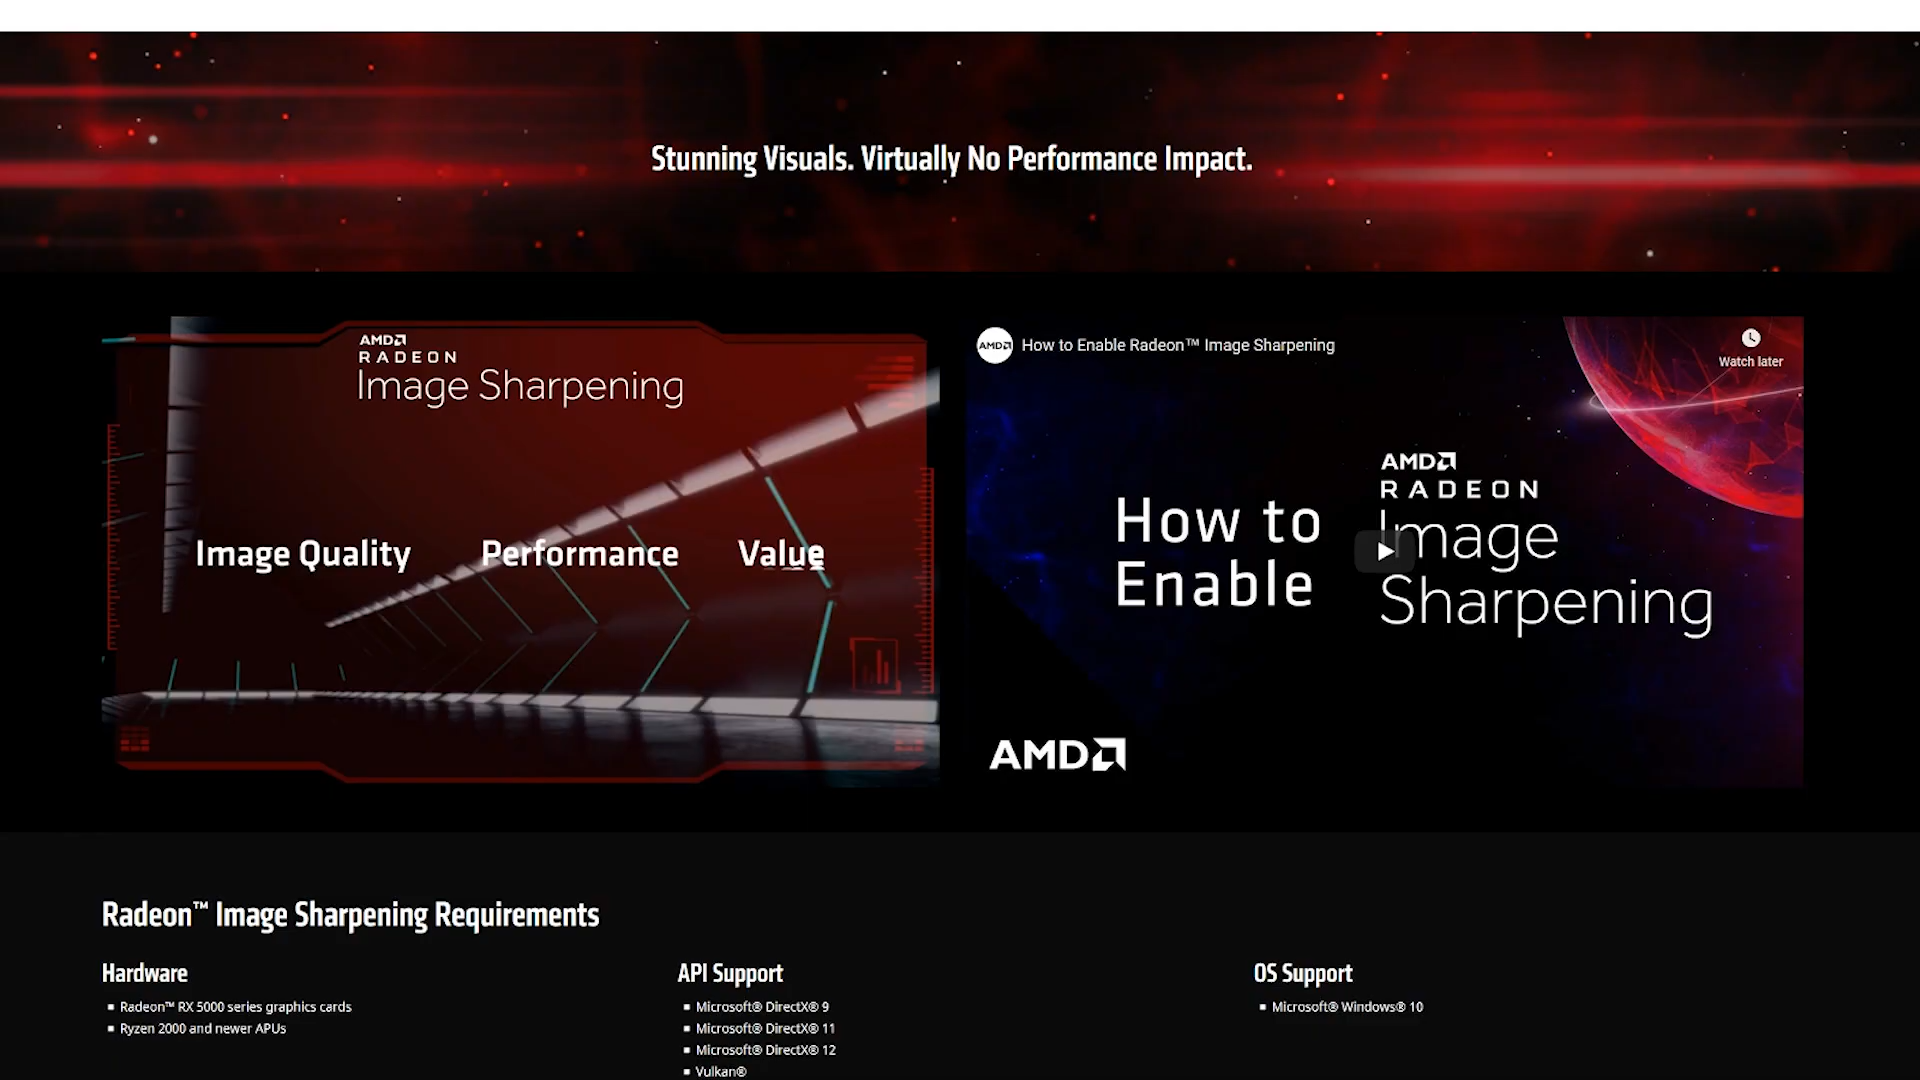 Stunning Visuals. Virtually No Performance Impact.
AMD
RADEON
Image Sharpening
Image Quality Performance Value
AMD How to Enable Radeon™ Image Sharpening
Watch later
How to
Enable
AMD
RADEON
Image
Sharpening
AMD
Radeon™ Image Sharpening Requirements
Hardware
▪ Radeon™ RX 5000 series graphics cards
▪ Ryzen 2000 and newer APUs
API Support
▪ Microsoft® DirectX® 9
▪ Microsoft® DirectX® 11
▪ Microsoft® DirectX® 12
▪ Vulkan®
OS Support
▪ Microsoft® Windows® 10